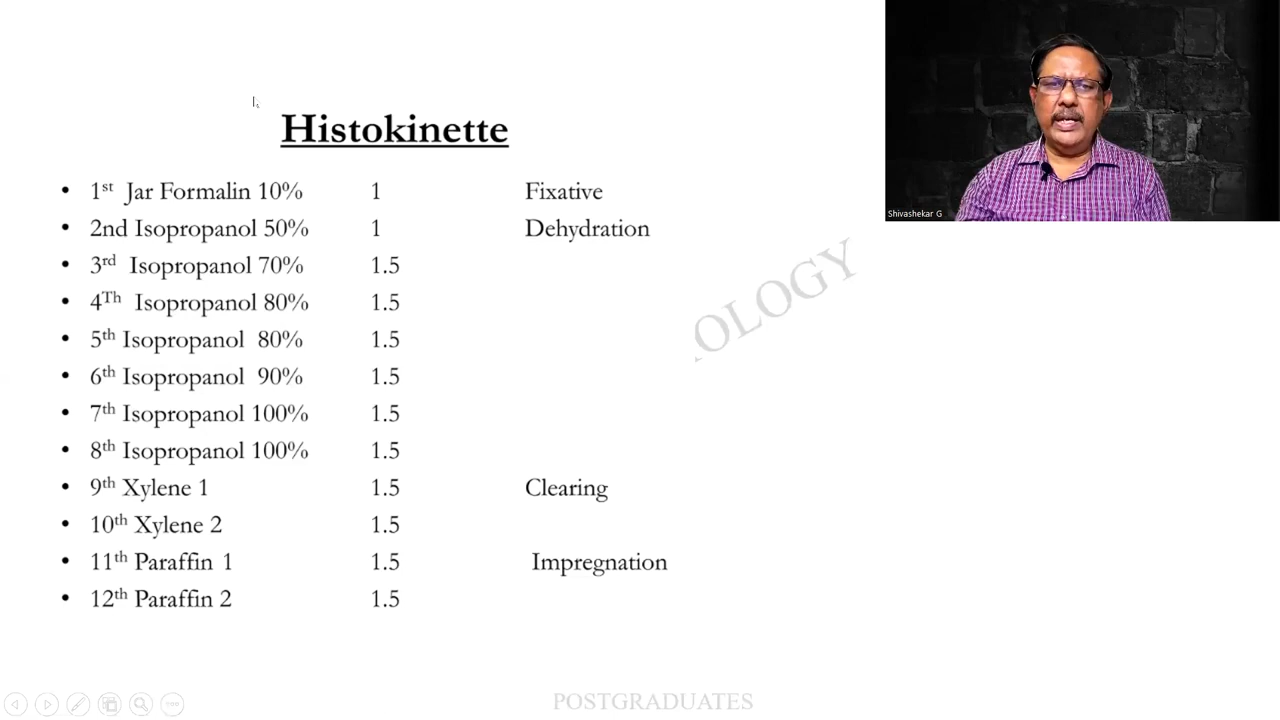 Histokinette
• 1st Jar Formalin 10% 1 Fixative
• 2nd Isopropanol 50% 1 Dehydration
• 3rd Isopropanol 70% 1.5
• 4Th Isopropanol 80% 1.5
• 5th Isopropanol 80% 1.5
• 6th Isopropanol 90% 1.5
• 7th Isopropanol 100% 1.5
• 8th Isopropanol 100% 1.5
• 9th Xylene 1 1.5 Clearing
• 10th Xylene 2 1.5
• 11th Paraffin 1 1.5 Impregnation
• 12th Paraffin 2 1.5
OLOGY
Shivashekar G
POSTGRADUATES